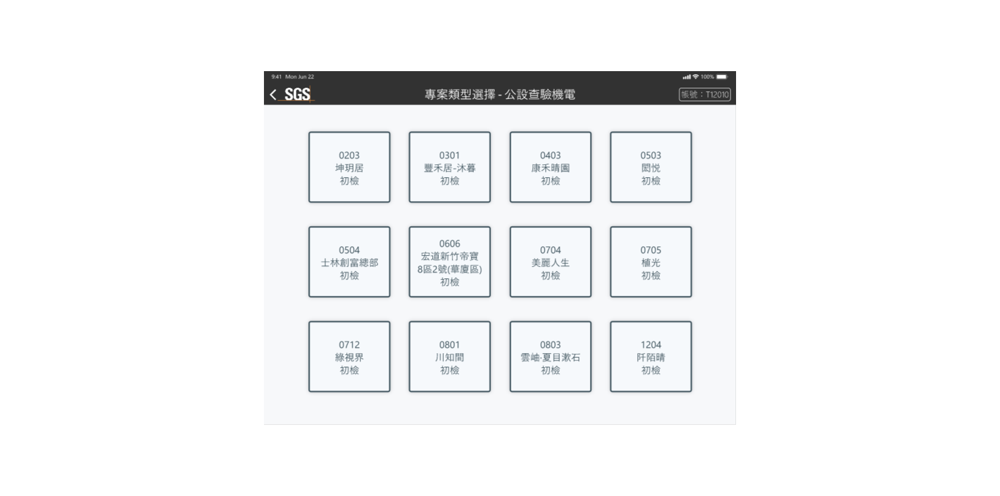 9:41 Mon Jun 22
100%
SGS
專案類型選擇 - 公設查驗機電
帳號：T12010
0203
坤玥居
初檢
0301
豐禾居-沐暮
初檢
0403
康禾晴園
初檢
0503
閎悦
初檢
0504
士林創富總部
初檢
0606
宏道新竹帝寶
8區2號(華廈區)
初檢
0704
美麗人生
初檢
0705
植光
初檢
0712
綠視界
初檢
0801
川知間
初檢
0803
雲岫·夏目漱石
初檢
1204
阡陌晴
初檢